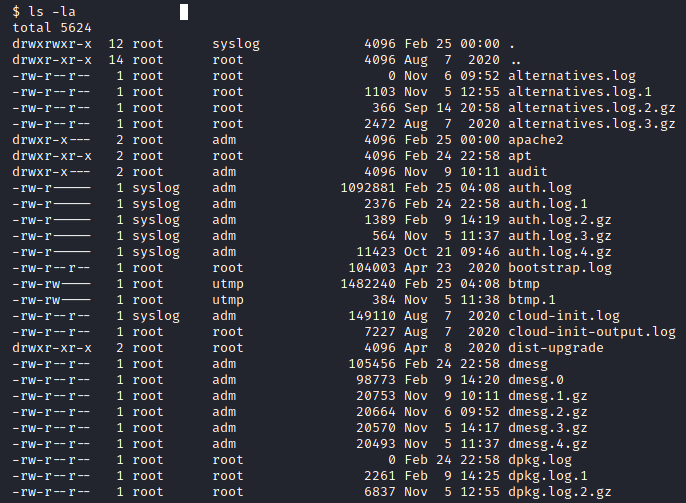 $ ls -la
total 5624
drwxrwxr-x 12 root syslog 4096 Feb 25 00:00 .
drwxr-xr-x 14 root root 4096 Aug 7 2020 ..
-rw-r--r-- 1 root root 0 Nov 6 09:52 alternatives.log
-rw-r--r-- 1 root root 1103 Nov 5 12:55 alternatives.log.1
-rw-r--r-- 1 root root 366 Sep 14 20:58 alternatives.log.2.gz
-rw-r--r-- 1 root root 2472 Aug 7 2020 alternatives.log.3.gz
drwxr-x--- 2 root adm 4096 Feb 25 00:00 apache2
drwxr-xr-x 2 root root 4096 Feb 24 22:58 apt
drwxr-x--- 2 root adm 4096 Nov 9 10:11 audit
-rw-r----- 1 syslog adm 1092881 Feb 25 04:08 auth.log
-rw-r----- 1 syslog adm 2376 Feb 24 22:58 auth.log.1
-rw-r----- 1 syslog adm 1389 Feb 9 14:19 auth.log.2.gz
-rw-r----- 1 syslog adm 564 Nov 5 11:37 auth.log.3.gz
-rw-r----- 1 syslog adm 11423 Oct 21 09:46 auth.log.4.gz
-rw-r--r-- 1 root root 104003 Apr 23 2020 bootstrap.log
-rw-rw---- 1 root utmp 1482240 Feb 25 04:08 btmp
-rw-rw---- 1 root utmp 384 Nov 5 11:38 btmp.1
-rw-r--r-- 1 syslog adm 149110 Aug 7 2020 cloud-init.log
-rw-r--r-- 1 root root 7227 Aug 7 2020 cloud-init-output.log
drwxr-xr-x 2 root root 4096 Apr 8 2020 dist-upgrade
-rw-r--r-- 1 root adm 105456 Feb 24 22:58 dmesg
-rw-r--r-- 1 root adm 98773 Feb 9 14:20 dmesg.0
-rw-r--r-- 1 root adm 20753 Nov 9 10:11 dmesg.1.gz
-rw-r--r-- 1 root adm 20664 Nov 6 09:52 dmesg.2.gz
-rw-r--r-- 1 root adm 20570 Nov 5 14:17 dmesg.3.gz
-rw-r--r-- 1 root adm 20493 Nov 5 11:37 dmesg.4.gz
-rw-r--r-- 1 root root 0 Feb 24 22:58 dpkg.log
-rw-r--r-- 1 root root 2261 Feb 9 14:25 dpkg.log.1
-rw-r--r-- 1 root root 6837 Nov 5 12:55 dpkg.log.2.gz